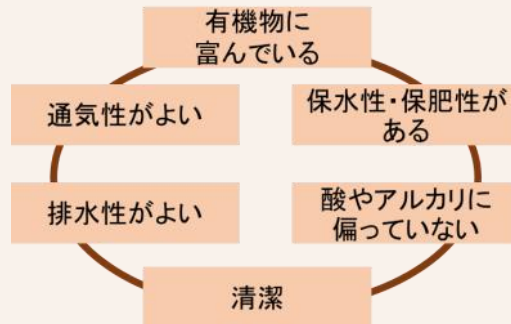 有機物に
富んでいる
通気性がよい
保水性・保肥性が
ある
排水性がよい
酸やアルカリに
偏っていない
清潔